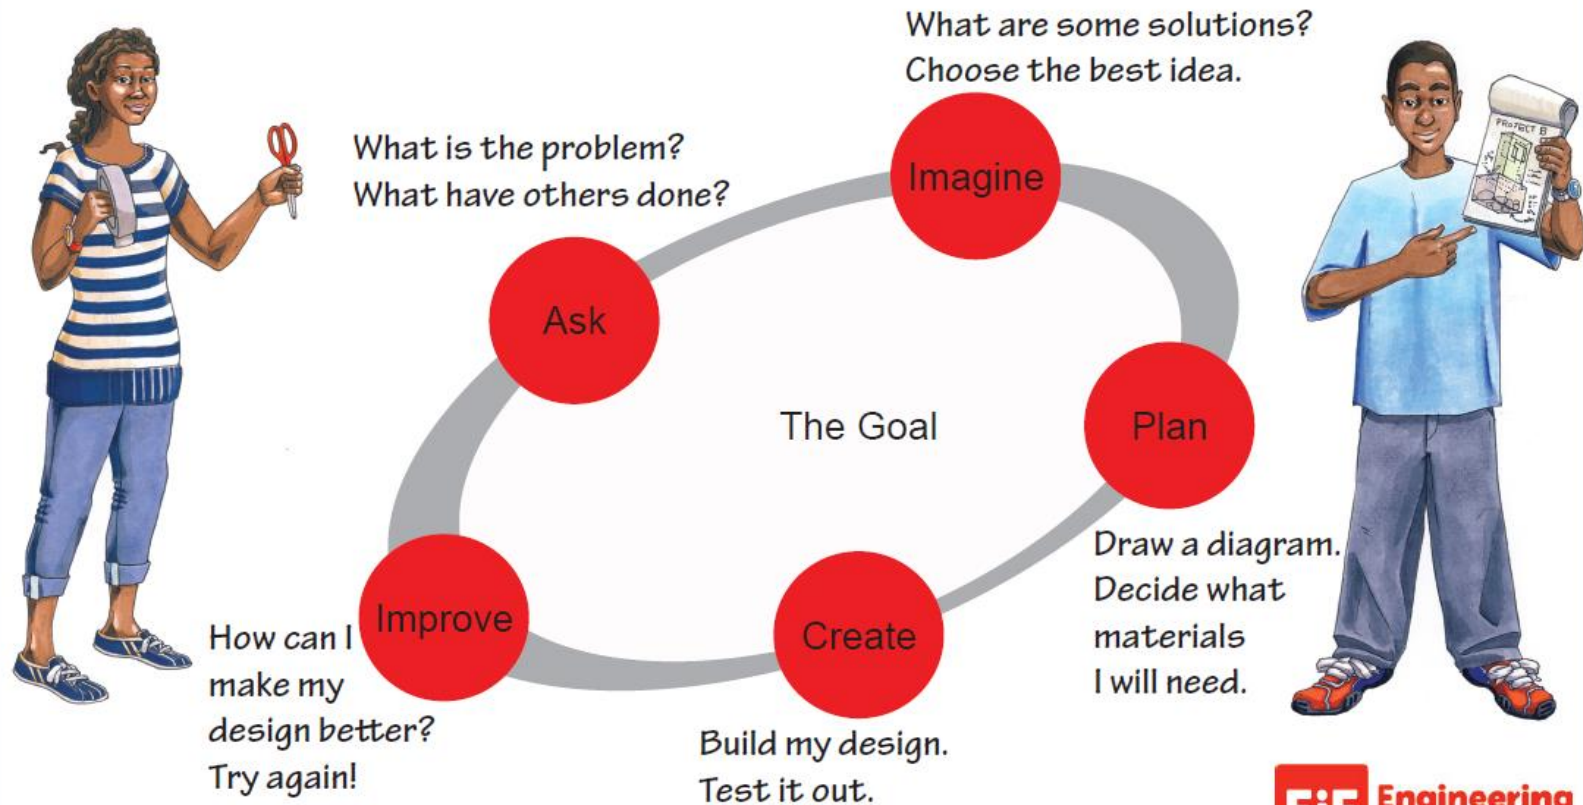 What are some solutions?
Choose the best idea.
What is the problem?
What have others done?
Imagine
Ask
The Goal
Plan
Draw a diagram.
Decide what
materials
I will need.
Improve
How can I
make my
design better?
Try again!
Create
Build my design.
Test it out.
PROJECT B
EiE
Engineering